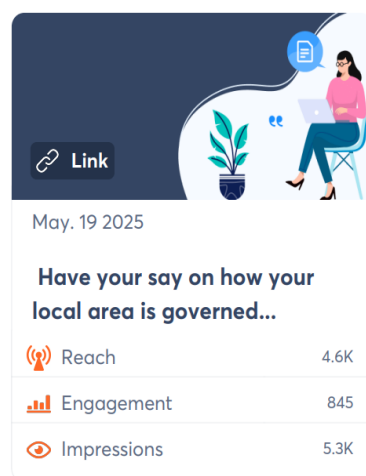 Link
May. 19 2025
Have your say on how your
local area is governed...
Reach 4.6K
Engagement 845
Impressions 5.3K